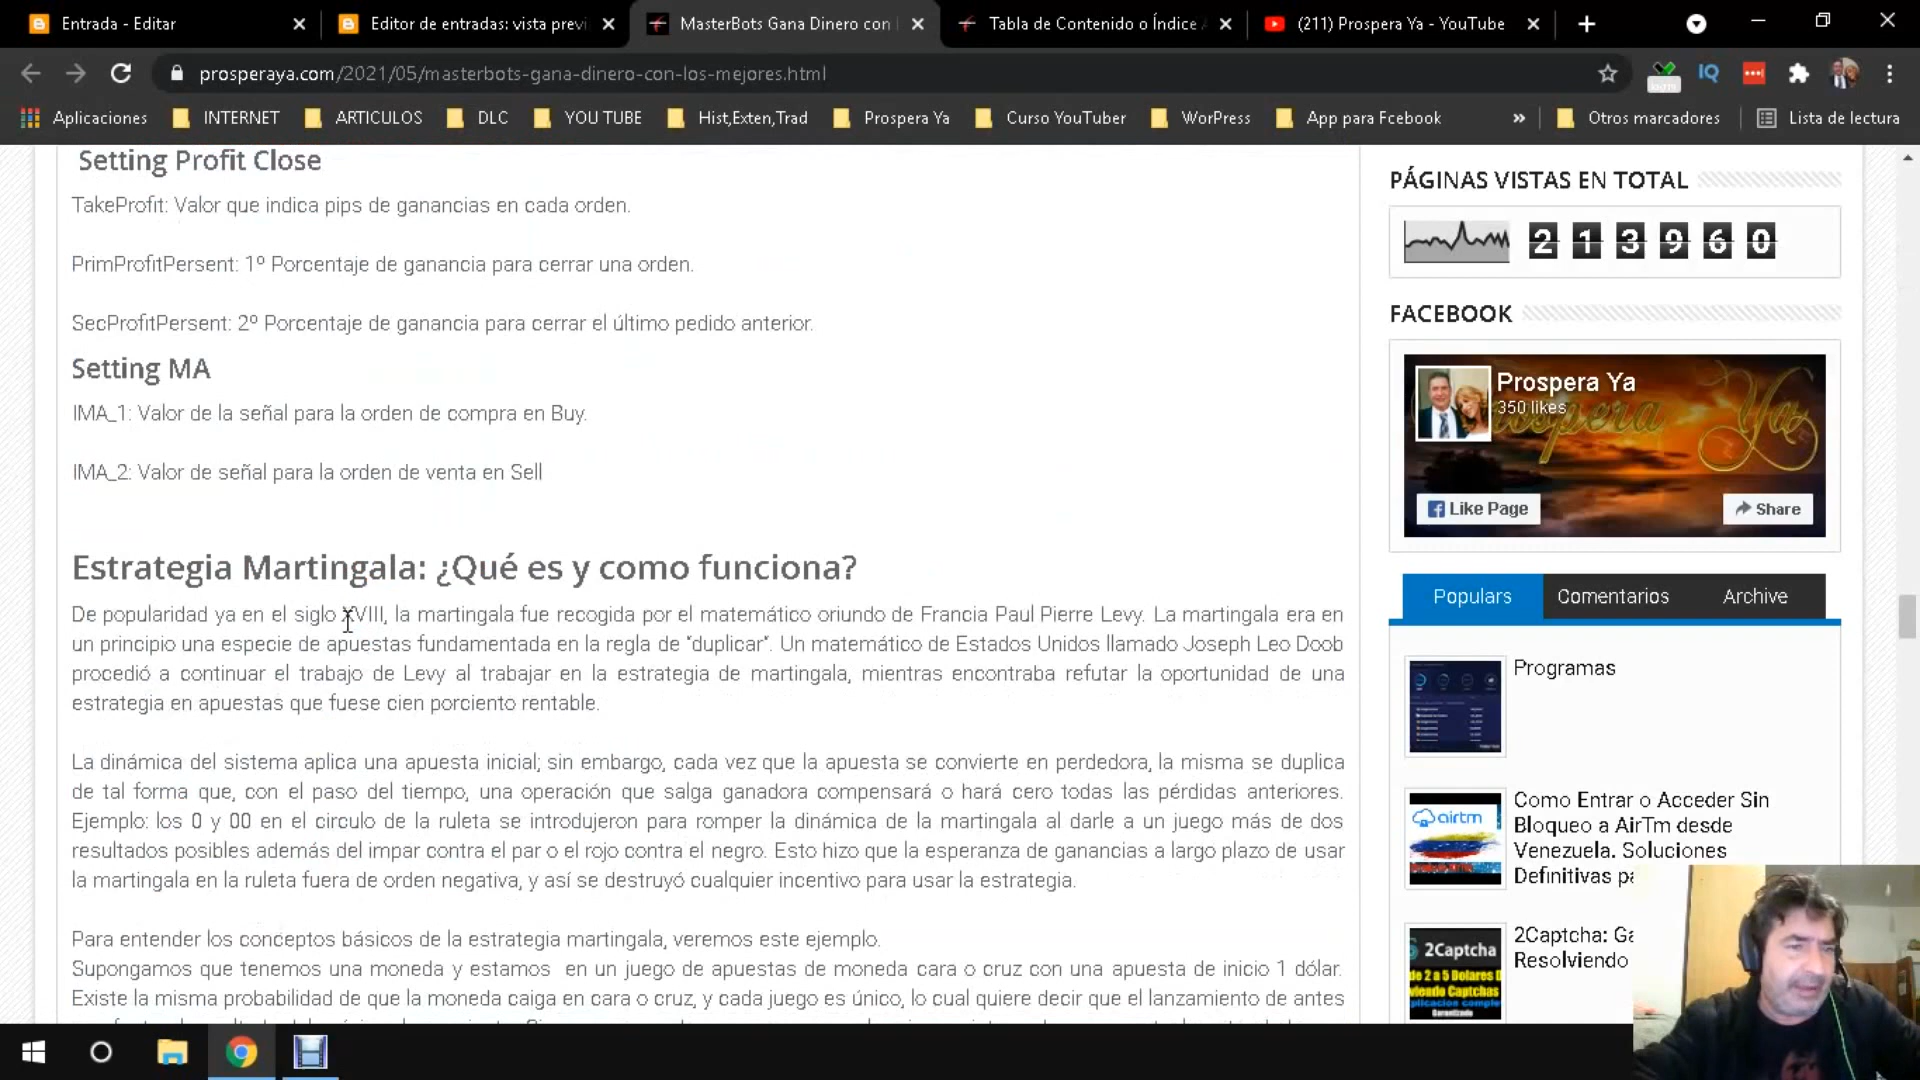 Entrada - Editar
Editor de entradas: vista previ
MasterBots Gana Dinero con
Tabla de Contenido o Índice
(211) Prospera Ya - YouTube
prosperaya.com/2021/05/masterbots-gana-dinero-con-los-mejores.html
IQ
Aplicaciones
INTERNET
ARTICULOS
DLC
YOU TUBE
Hist,Exten,Trad
Prospera Ya
Curso YouTuber
WorPress
App para Fcebook
»
Otros marcadores
Lista de lectura
Setting Profit Close
TakeProfit: Valor que indica pips de ganancias en cada orden.
PrimProfitPersent: 1º Porcentaje de ganancia para cerrar una orden.
SecProfitPersent: 2º Porcentaje de ganancia para cerrar el último pedido anterior.
Setting MA
IMA_1: Valor de la señal para la orden de compra en Buy.
IMA_2: Valor de señal para la orden de venta en Sell
Estrategia Martingala: ¿Qué es y como funciona?
De popularidad ya en el siglo XVIII, la martingala fue recogida por el matemático oriundo de Francia Paul Pierre Levy. La martingala era en
un principio una especie de apuestas fundamentada en la regla de “duplicar”. Un matemático de Estados Unidos llamado Joseph Leo Doob
procedió a continuar el trabajo de Levy al trabajar en la estrategia de martingala, mientras encontraba refutar la oportunidad de una
estrategia en apuestas que fuese cien porciento rentable.
La dinámica del sistema aplica una apuesta inicial; sin embargo, cada vez que la apuesta se convierte en perdedora, la misma se duplica
de tal forma que, con el paso del tiempo, una operación que salga ganadora compensará o hará cero todas las pérdidas anteriores.
Ejemplo: los 0 y 00 en el circulo de la ruleta se introdujeron para romper la dinámica de la martingala al darle a un juego más de dos
resultados posibles además del impar contra el par o el rojo contra el negro. Esto hizo que la esperanza de ganancias a largo plazo de usar
la martingala en la ruleta fuera de orden negativa, y así se destruyó cualquier incentivo para usar la estrategia.
Para entender los conceptos básicos de la estrategia martingala, veremos este ejemplo.
Supongamos que tenemos una moneda y estamos en un juego de apuestas de moneda cara o cruz con una apuesta de inicio 1 dólar.
Existe la misma probabilidad de que la moneda caiga en cara o cruz, y cada juego es único, lo cual quiere decir que el lanzamiento de antes
PÁGINAS VISTAS EN TOTAL
213960
FACEBOOK
Prospera Ya
350 likes
Prospera Ya
Like Page
Share
Populars
Comentarios
Archive
Programas
airtm
Como Entrar o Acceder Sin
Bloqueo a AirTm desde
Venezuela. Soluciones
Definitivas pa
2Captcha
de 2 a 5 Dolares D
viendo Captchas
plicacion comple
Garantizado
2Captcha: Ga
Resolviendo